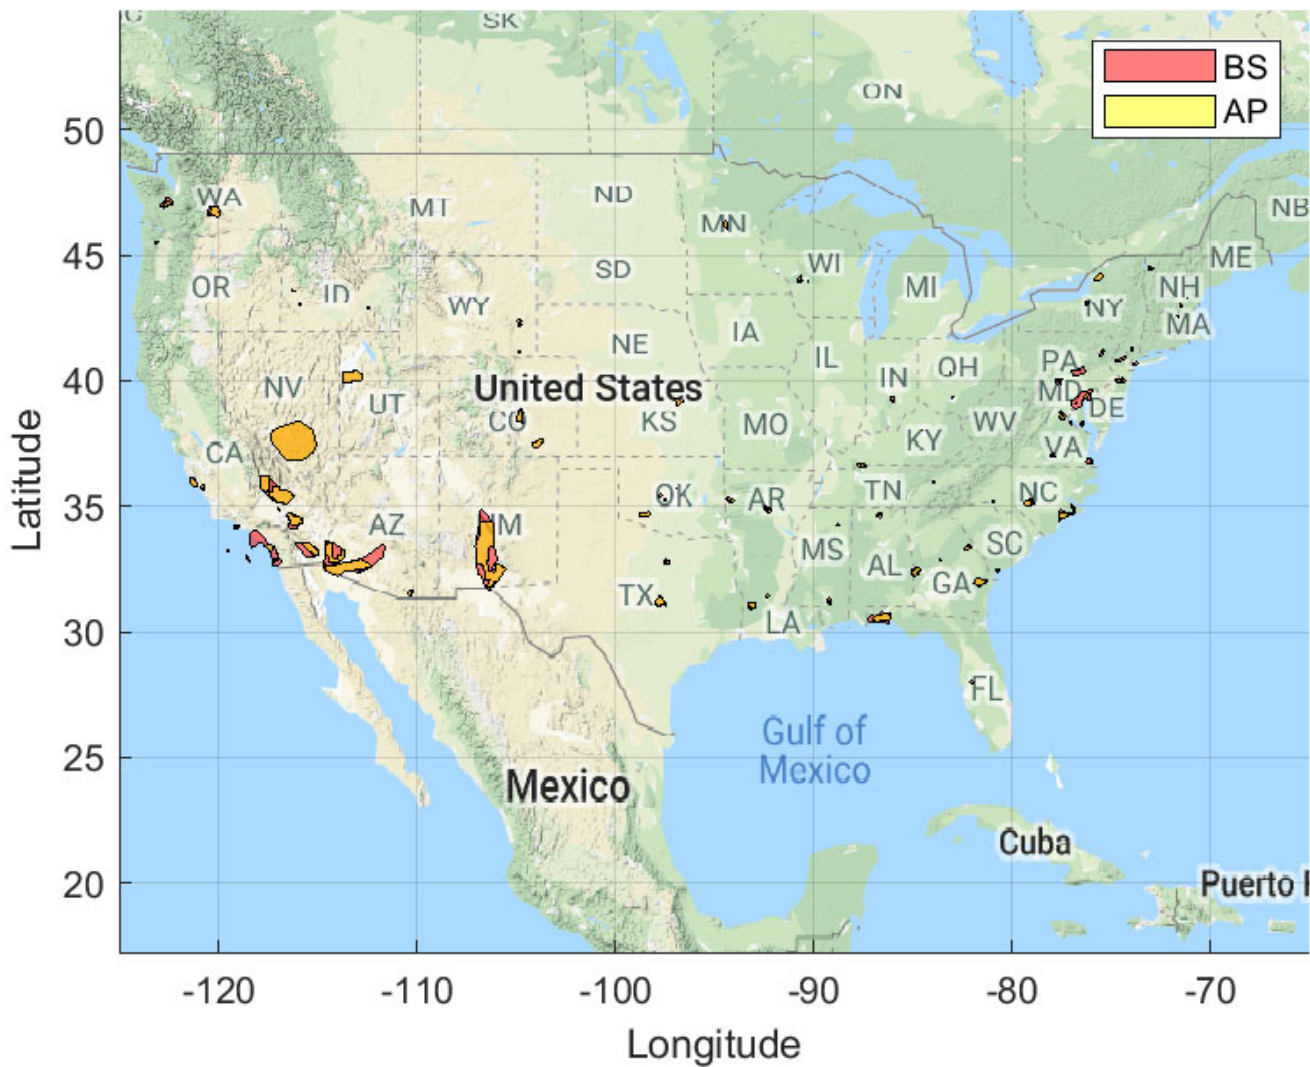 SK
BS
AP
ON
50
WA
MT
ND
MN
NB
45
OR
ID
SD
WI
MI
ME
WY
NY
NH
NE
IA
IL
MA
40
NV
UT
United States
CO
KS
MO
IN
OH
PA
MD
DE
WV
VA
CA
KY
35
AZ
NM
OK
AR
TN
NC
MS
AL
SC
GA
TX
LA
30
FL
25
Gulf of
Mexico
Mexico
Cuba
20
Puerto
-120
-110
-100
-90
-80
-70
Longitude
Latitude